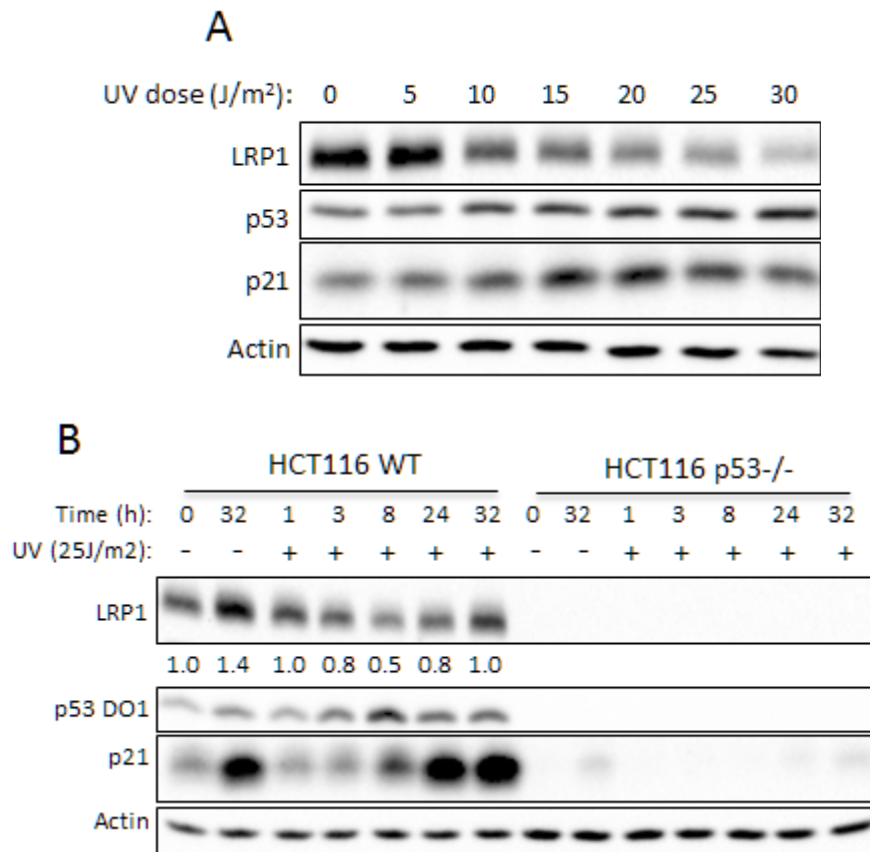 A
UV dose (J/m²): 0 5 10 15 20 25 30
LRP1
p53
p21
Actin
B
HCT116 WT HCT116 p53-/-
Time (h): 0 32 1 3 8 24 32 0 32 1 3 8 24 32
UV (25J/m2): - - + + + + + - - + + + + +
LRP1
1.0 1.4 1.0 0.8 0.5 0.8 1.0
p53 DO1
p21
Actin